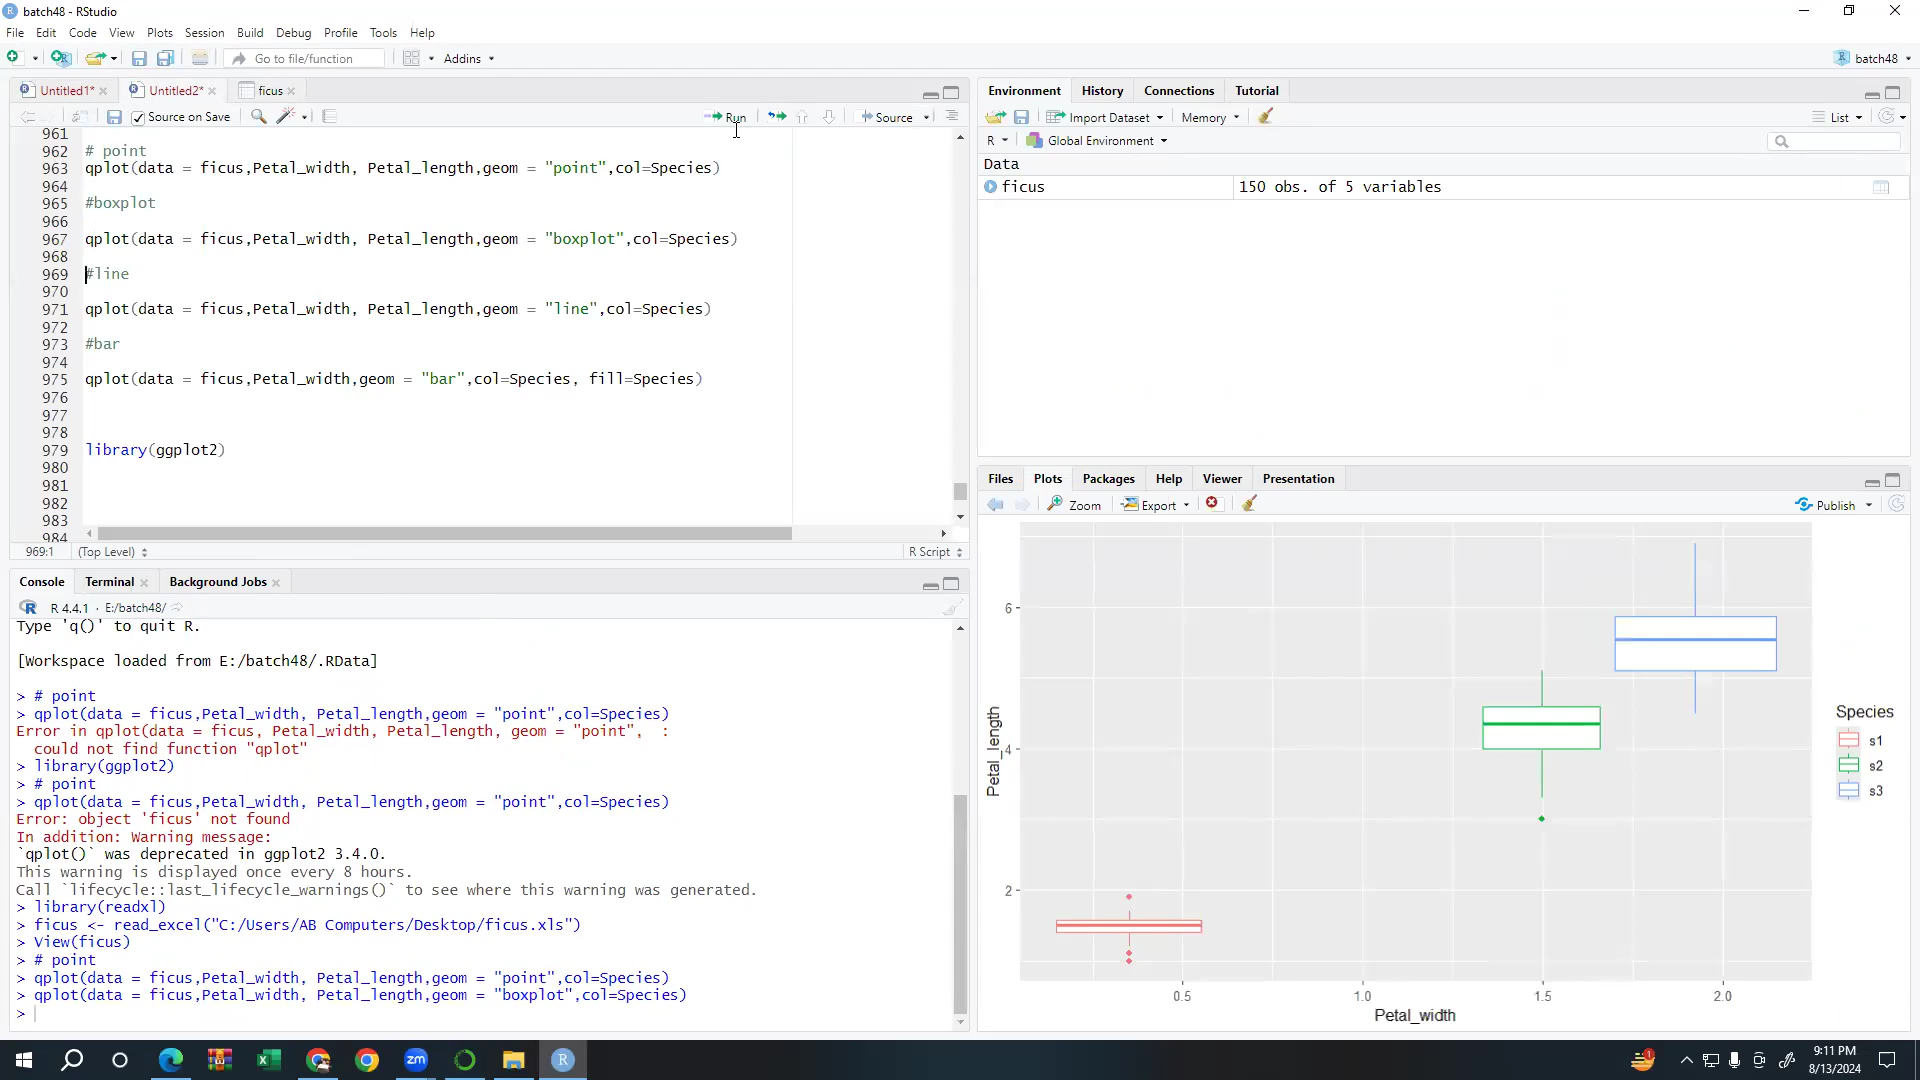 batch48 - RStudio
File Edit Code View Plots Session Build Debug Profile Tools Help
Go to file/function Addins batch48
Untitled1* Untitled2* ficus
Source on Save Run Source
961
962 # point
963 qplot(data = ficus,Petal_width, Petal_length,geom = "point",col=Species)
964
965 #boxplot
966
967 qplot(data = ficus,Petal_width, Petal_length,geom = "boxplot",col=Species)
968
969 #line
970
971 qplot(data = ficus,Petal_width, Petal_length,geom = "line",col=Species)
972
973 #bar
974
975 qplot(data = ficus,Petal_width,geom = "bar",col=Species, fill=Species)
976
977
978
979 library(ggplot2)
980
981
982
983
984
969:1 (Top Level) R Script
Console Terminal Background Jobs
R 4.4.1 · E:/batch48/
Type 'q()' to quit R.
[Workspace loaded from E:/batch48/.RData]
> # point
> qplot(data = ficus,Petal_width, Petal_length,geom = "point",col=Species)
Error in qplot(data = ficus, Petal_width, Petal_length, geom = "point",  :
could not find function "qplot"
> library(ggplot2)
> # point
> qplot(data = ficus,Petal_width, Petal_length,geom = "point",col=Species)
Error: object 'ficus' not found
In addition: Warning message:
`qplot()` was deprecated in ggplot2 3.4.0.
This warning is displayed once every 8 hours.
Call `lifecycle::last_lifecycle_warnings()` to see where this warning was generated.
> library(readxl)
> ficus <- read_excel("C:/Users/AB Computers/Desktop/ficus.xls")
> View(ficus)
> # point
> qplot(data = ficus,Petal_width, Petal_length,geom = "point",col=Species)
> qplot(data = ficus,Petal_width, Petal_length,geom = "boxplot",col=Species)
>
Environment History Connections Tutorial
Import Dataset Memory List
R Global Environment
Data
ficus 150 obs. of 5 variables
Files Plots Packages Help Viewer Presentation
Zoom Export Publish
6
4
2
Petal_length
0.5 1.0 1.5 2.0
Petal_width
Species
s1
s2
s3
zm
1
9:11 PM
8/13/2024